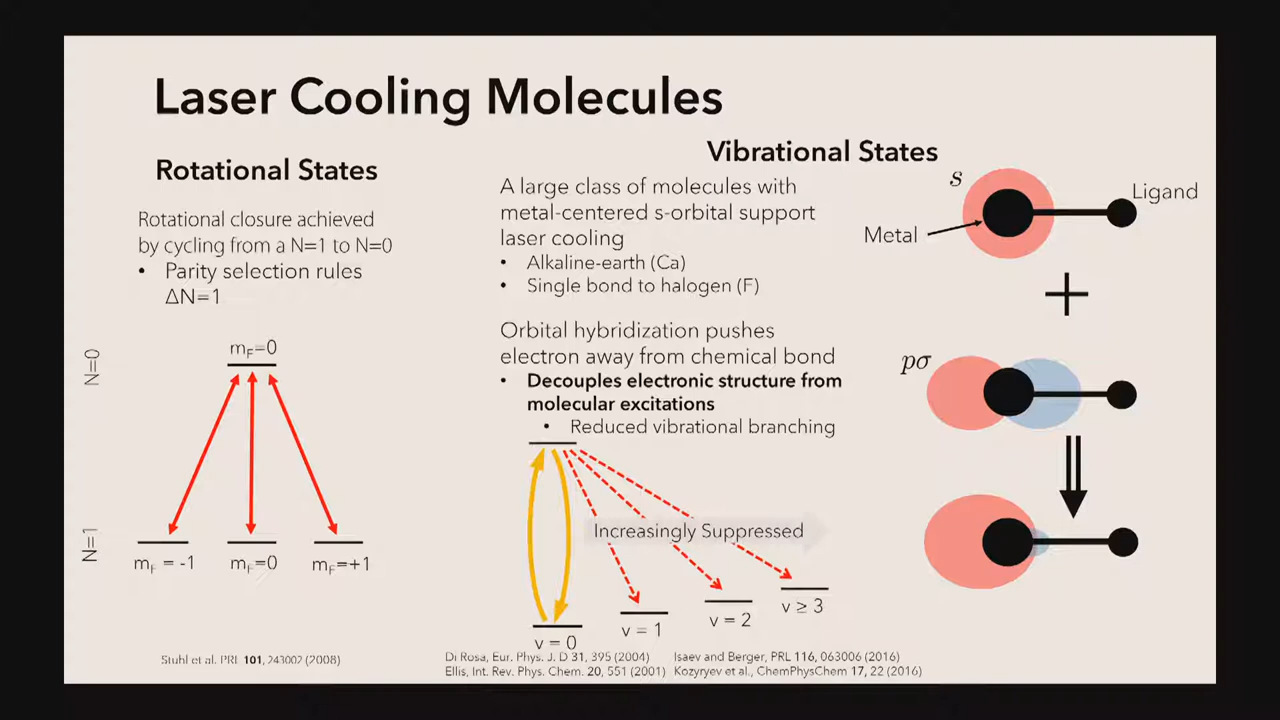 Laser Cooling Molecules
Rotational States
Rotational closure achieved
by cycling from a N=1 to N=0
• Parity selection rules
ΔN=1
N=0
m_F=0
N=1
m_F = -1
m_F=0
m_F=+1
Vibrational States
A large class of molecules with
metal-centered s-orbital support
laser cooling
• Alkaline-earth (Ca)
• Single bond to halogen (F)
Orbital hybridization pushes
electron away from chemical bond
• Decouples electronic structure from
molecular excitations
• Reduced vibrational branching
Increasingly Suppressed
v = 0
v = 1
v = 2
v ≥ 3
s
Ligand
Metal
+
pσ
Stuhl et al. PRL 101, 243002 (2008)
Di Rosa, Eur. Phys. J. D 31, 395 (2004)
Ellis, Int. Rev. Phys. Chem. 20, 551 (2001)
Isaev and Berger, PRL 116, 063006 (2016)
Kozyryev et al., ChemPhysChem 17, 22 (2016)